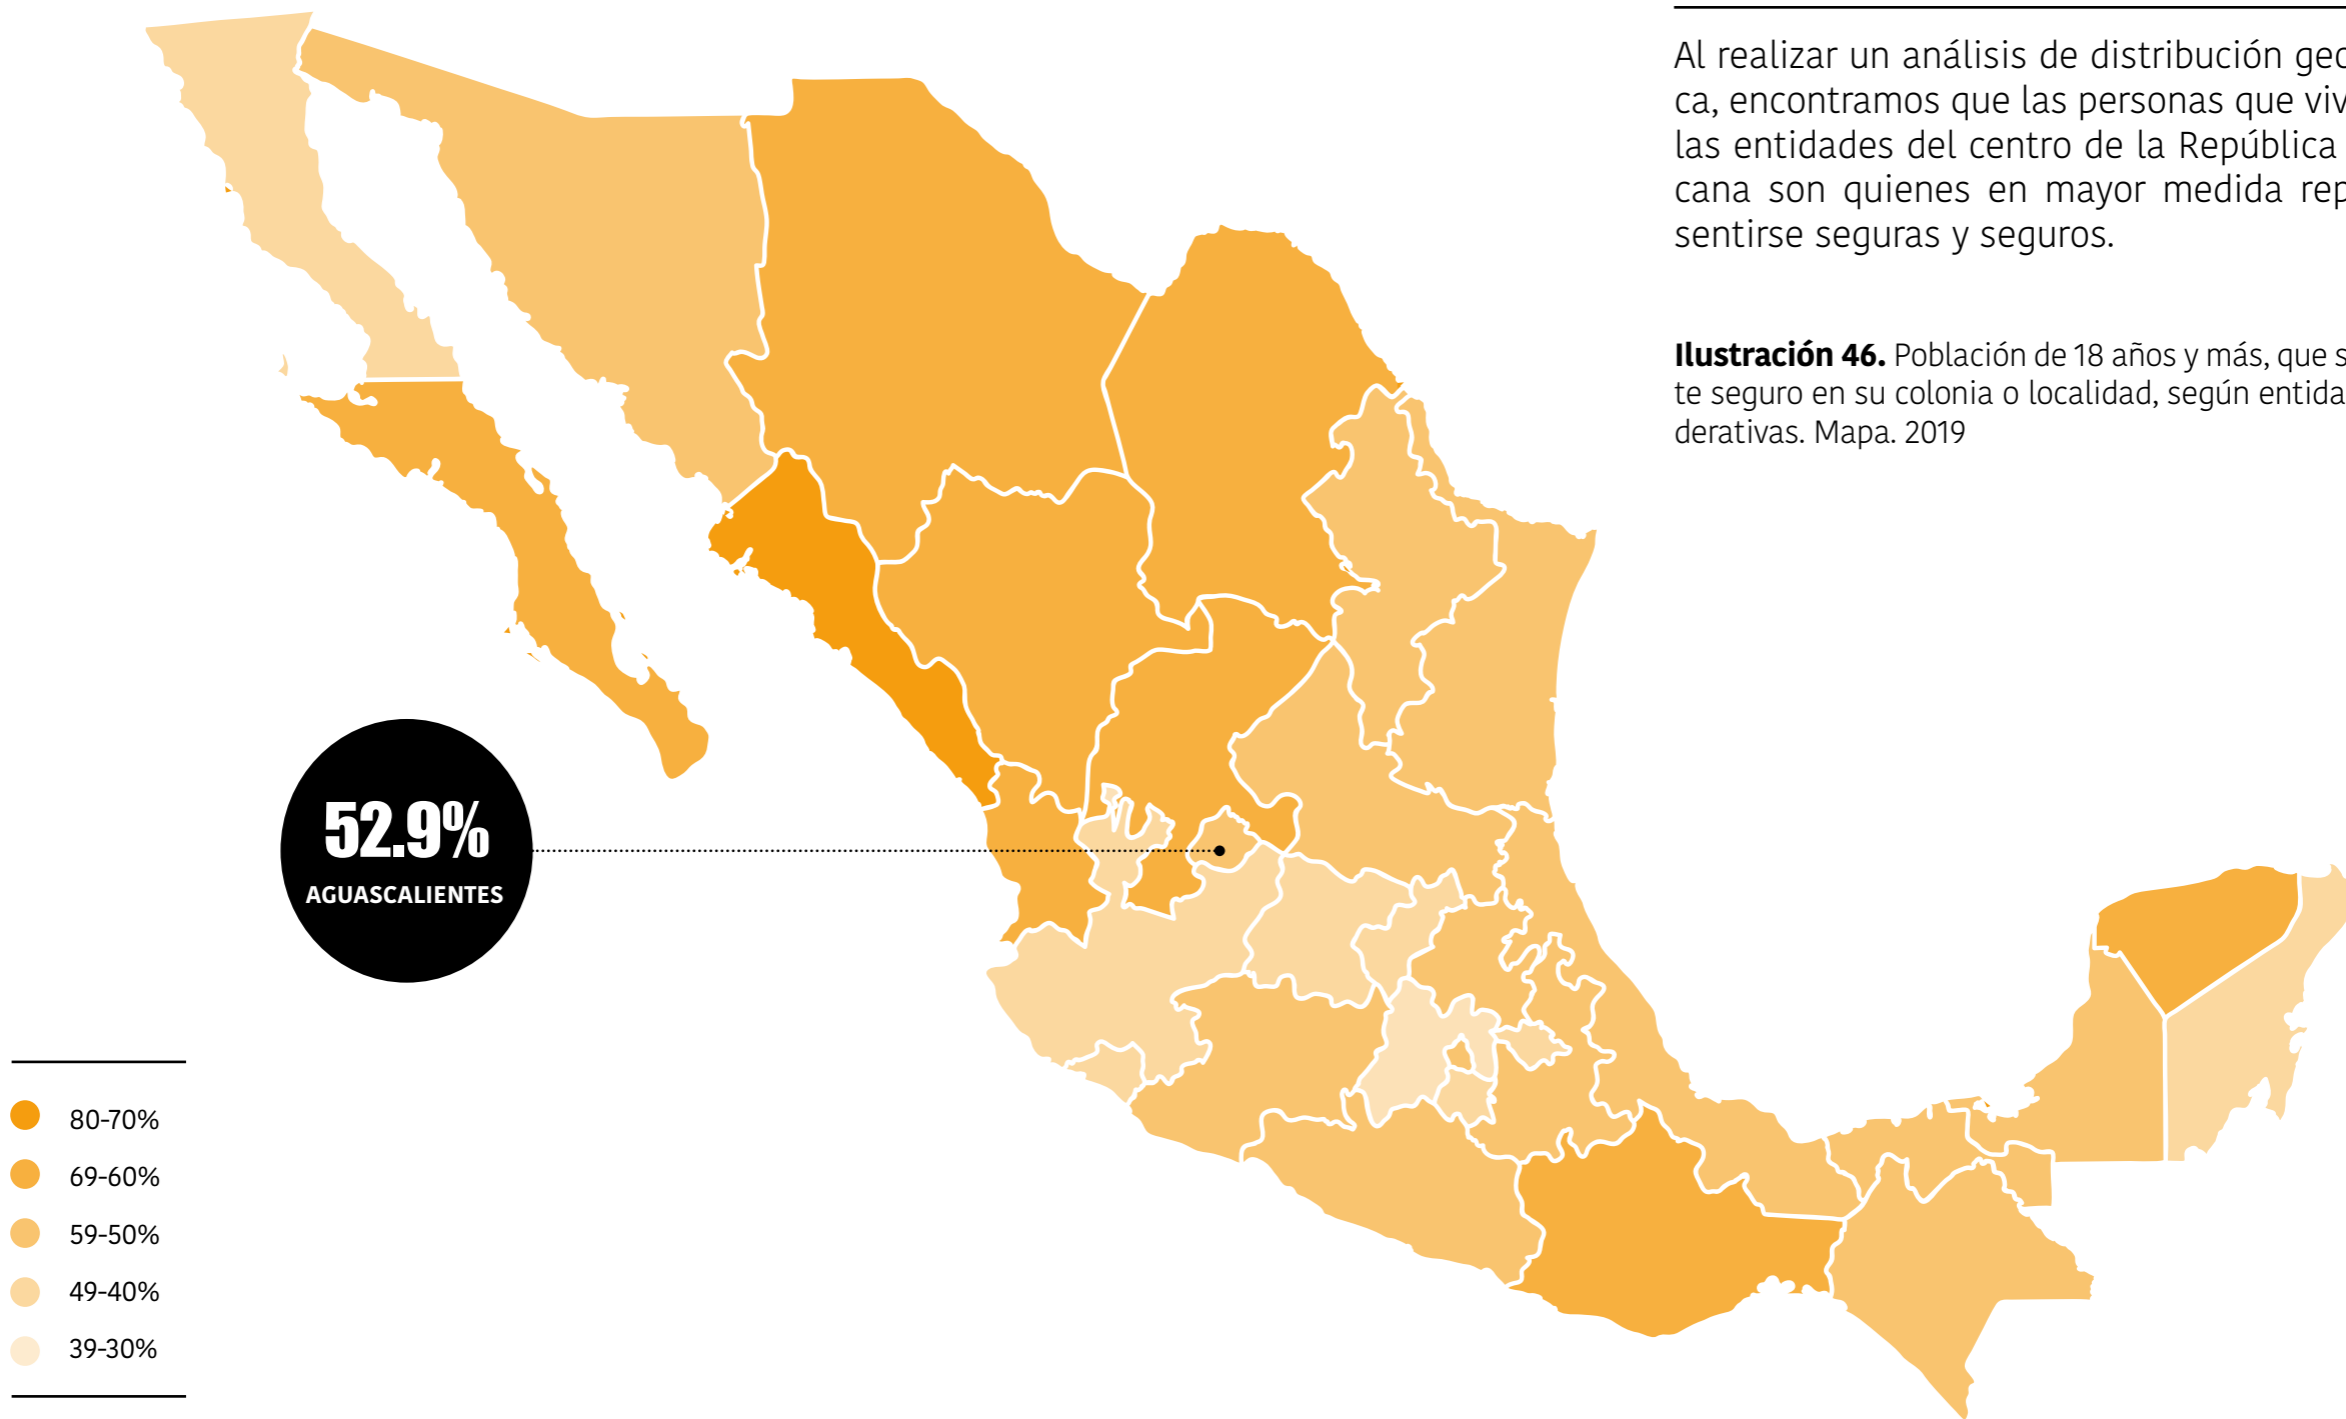 Al realizar un análisis de distribución geo
ca, encontramos que las personas que viv
las entidades del centro de la República
cana son quienes en mayor medida rep
sentirse seguras y seguros.
Ilustración 46. Población de 18 años y más, que s
te seguro en su colonia o localidad, según entida
derativas. Mapa. 2019
52.9%
AGUASCALIENTES
80-70%
69-60%
59-50%
49-40%
39-30%